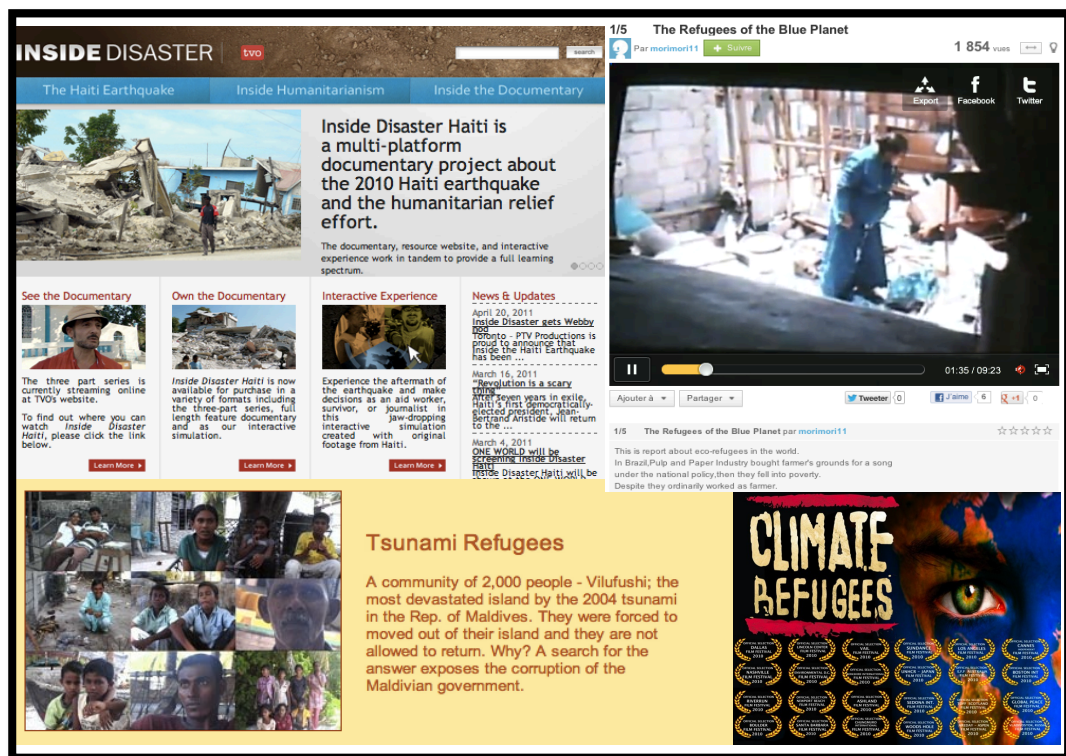 INSIDE DISASTER tvo
search
The Haiti Earthquake Inside Humanitarianism Inside the Documentary
Inside Disaster Haiti is
a multi-platform
documentary project about
the 2010 Haiti earthquake
and the humanitarian relief
effort.
The documentary, resource website, and interactive
experience work in tandem to provide a full learning
spectrum.
See the Documentary
The three part series is
currently streaming online
at TVO's website.
To find out where you can
watch Inside Disaster
Haiti, please click the link
below.
Learn More
Own the Documentary
Inside Disaster Haiti is now
available for purchase in a
variety of formats including
the three-part series, full
length feature documentary
and as our interactive
simulation.
Learn More
Interactive Experience
Experience the aftermath of
the earthquake and make
decisions as an aid worker,
survivor, or journalist in
this jaw-dropping
interactive simulation
created with original
footage from Haiti.
Learn More
News & Updates
April 20, 2011
Inside Disaster gets Webby
nod
Toronto - PTV Productions is
proud to announce that
Inside the Haiti Earthquake
has been ...
March 16, 2011
"Revolution is a scary
thing"
After seven years in exile,
Haiti's first democratically-
elected president, Jean-
Bertrand Aristide will return
to the ...
March 4, 2011
ONE WORLD will be
screening Inside Disaster
Haiti
Inside Disaster Haiti will be
1/5 The Refugees of the Blue Planet
Par morimori11 + Suivre 1 854 vues
Export Facebook Twitter
01:35 / 09:23
Ajouter à Partager Tweeter 0 J'aime 6 +1 0
1/5 The Refugees of the Blue Planet par morimori11
This is report about eco-refugees in the world.
In Brazil,Pulp and Paper Industry bought farmer's grounds for a song
under the national policy,then they fell into poverty.
Despite they ordinarily worked as farmer.
Tsunami Refugees
A community of 2,000 people - Vilufushi; the
most devastated island by the 2004 tsunami
in the Rep. of Maldives. They were forced to
moved out of their island and they are not
allowed to return. Why? A search for the
answer exposes the corruption of the
Maldivian government.
CLIMATE
REFUGEES